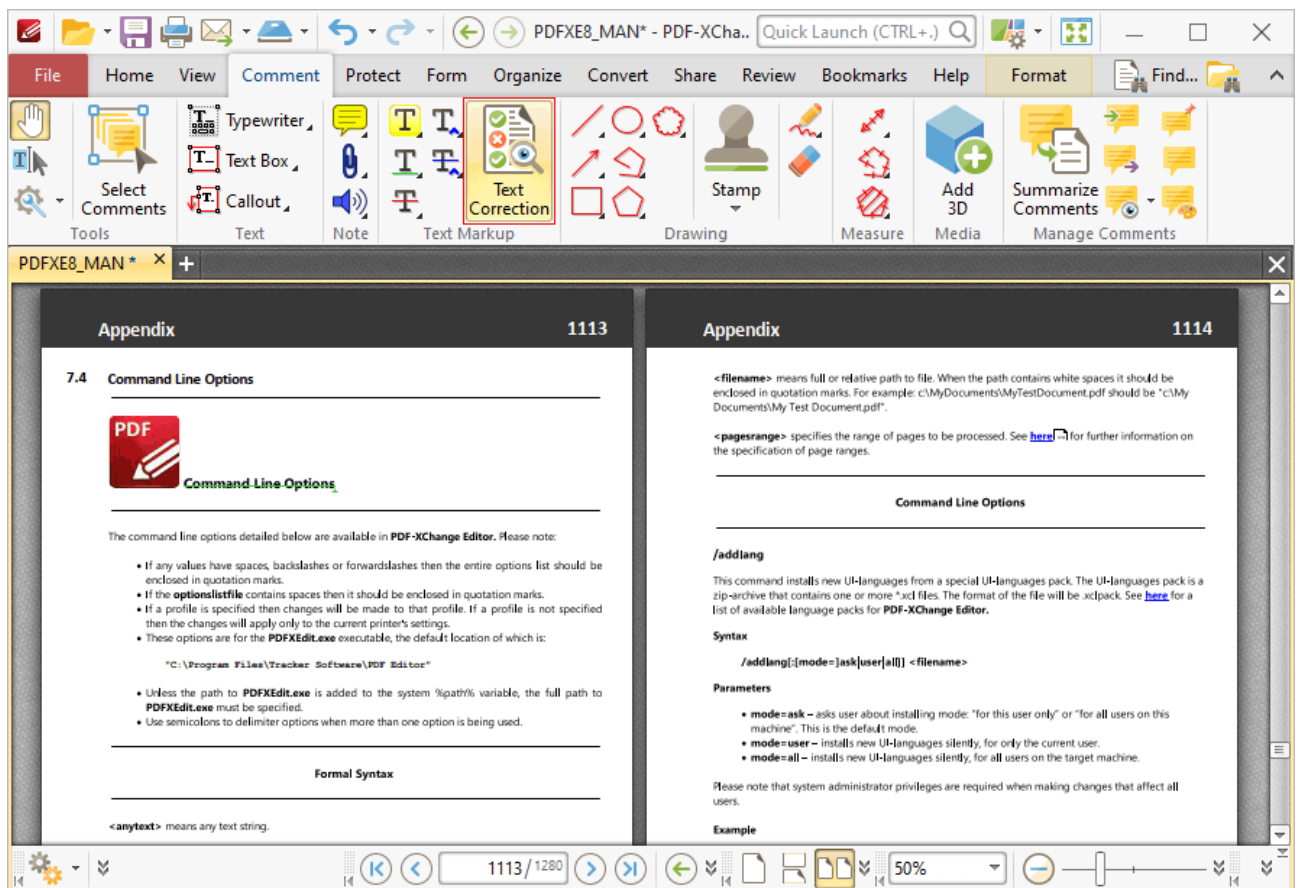 PDFXE8_MAN* - PDF-XCha.. Quick Launch (CTRL+.)
File Home View Comment Protect Form Organize Convert Share Review Bookmarks Help Format Find...
Typewriter
Text Box
Callout
Select
Comments
Text
Correction
Stamp
Add
3D
Summarize
Comments
Tools Text Note Text Markup Drawing Measure Media Manage Comments
PDFXE8_MAN *
Appendix 1113
7.4 Command Line Options
PDF
Command Line Options
The command line options detailed below are available in PDF-XChange Editor. Please note:
• If any values have spaces, backslashes or forwardslashes then the entire options list should be
enclosed in quotation marks.
• If the optionslistfile contains spaces then it should be enclosed in quotation marks.
• If a profile is specified then changes will be made to that profile. If a profile is not specified
then the changes will apply only to the current printer's settings.
• These options are for the PDFXEdit.exe executable, the default location of which is:
"C:\Program Files\Tracker Software\PDF Editor"
• Unless the path to PDFXEdit.exe is added to the system %path% variable, the full path to
PDFXEdit.exe must be specified.
• Use semicolons to delimiter options when more than one option is being used.
Formal Syntax
<anytext> means any text string.
Appendix 1114
<filename> means full or relative path to file. When the path contains white spaces it should be
enclosed in quotation marks. For example: c:\MyDocuments\MyTestDocument.pdf should be "c:\My
Documents\My Test Document.pdf".
<pagesrange> specifies the range of pages to be processed. See here for further information on
the specification of page ranges.
Command Line Options
/addlang
This command installs new UI-languages from a special UI-languages pack. The UI-languages pack is a
zip-archive that contains one or more *.xcl files. The format of the file will be .xclpack. See here for a
list of available language packs for PDF-XChange Editor.
Syntax
/addlang[:[mode=]ask|user|all]] <filename>
Parameters
• mode=ask – asks user about installing mode: "for this user only" or "for all users on this
machine". This is the default mode.
• mode=user – installs new UI-languages silently, for only the current user.
• mode=all – installs new UI-languages silently, for all users on the target machine.
Please note that system administrator privileges are required when making changes that affect all
users.
Example
1113 / 1280 50%